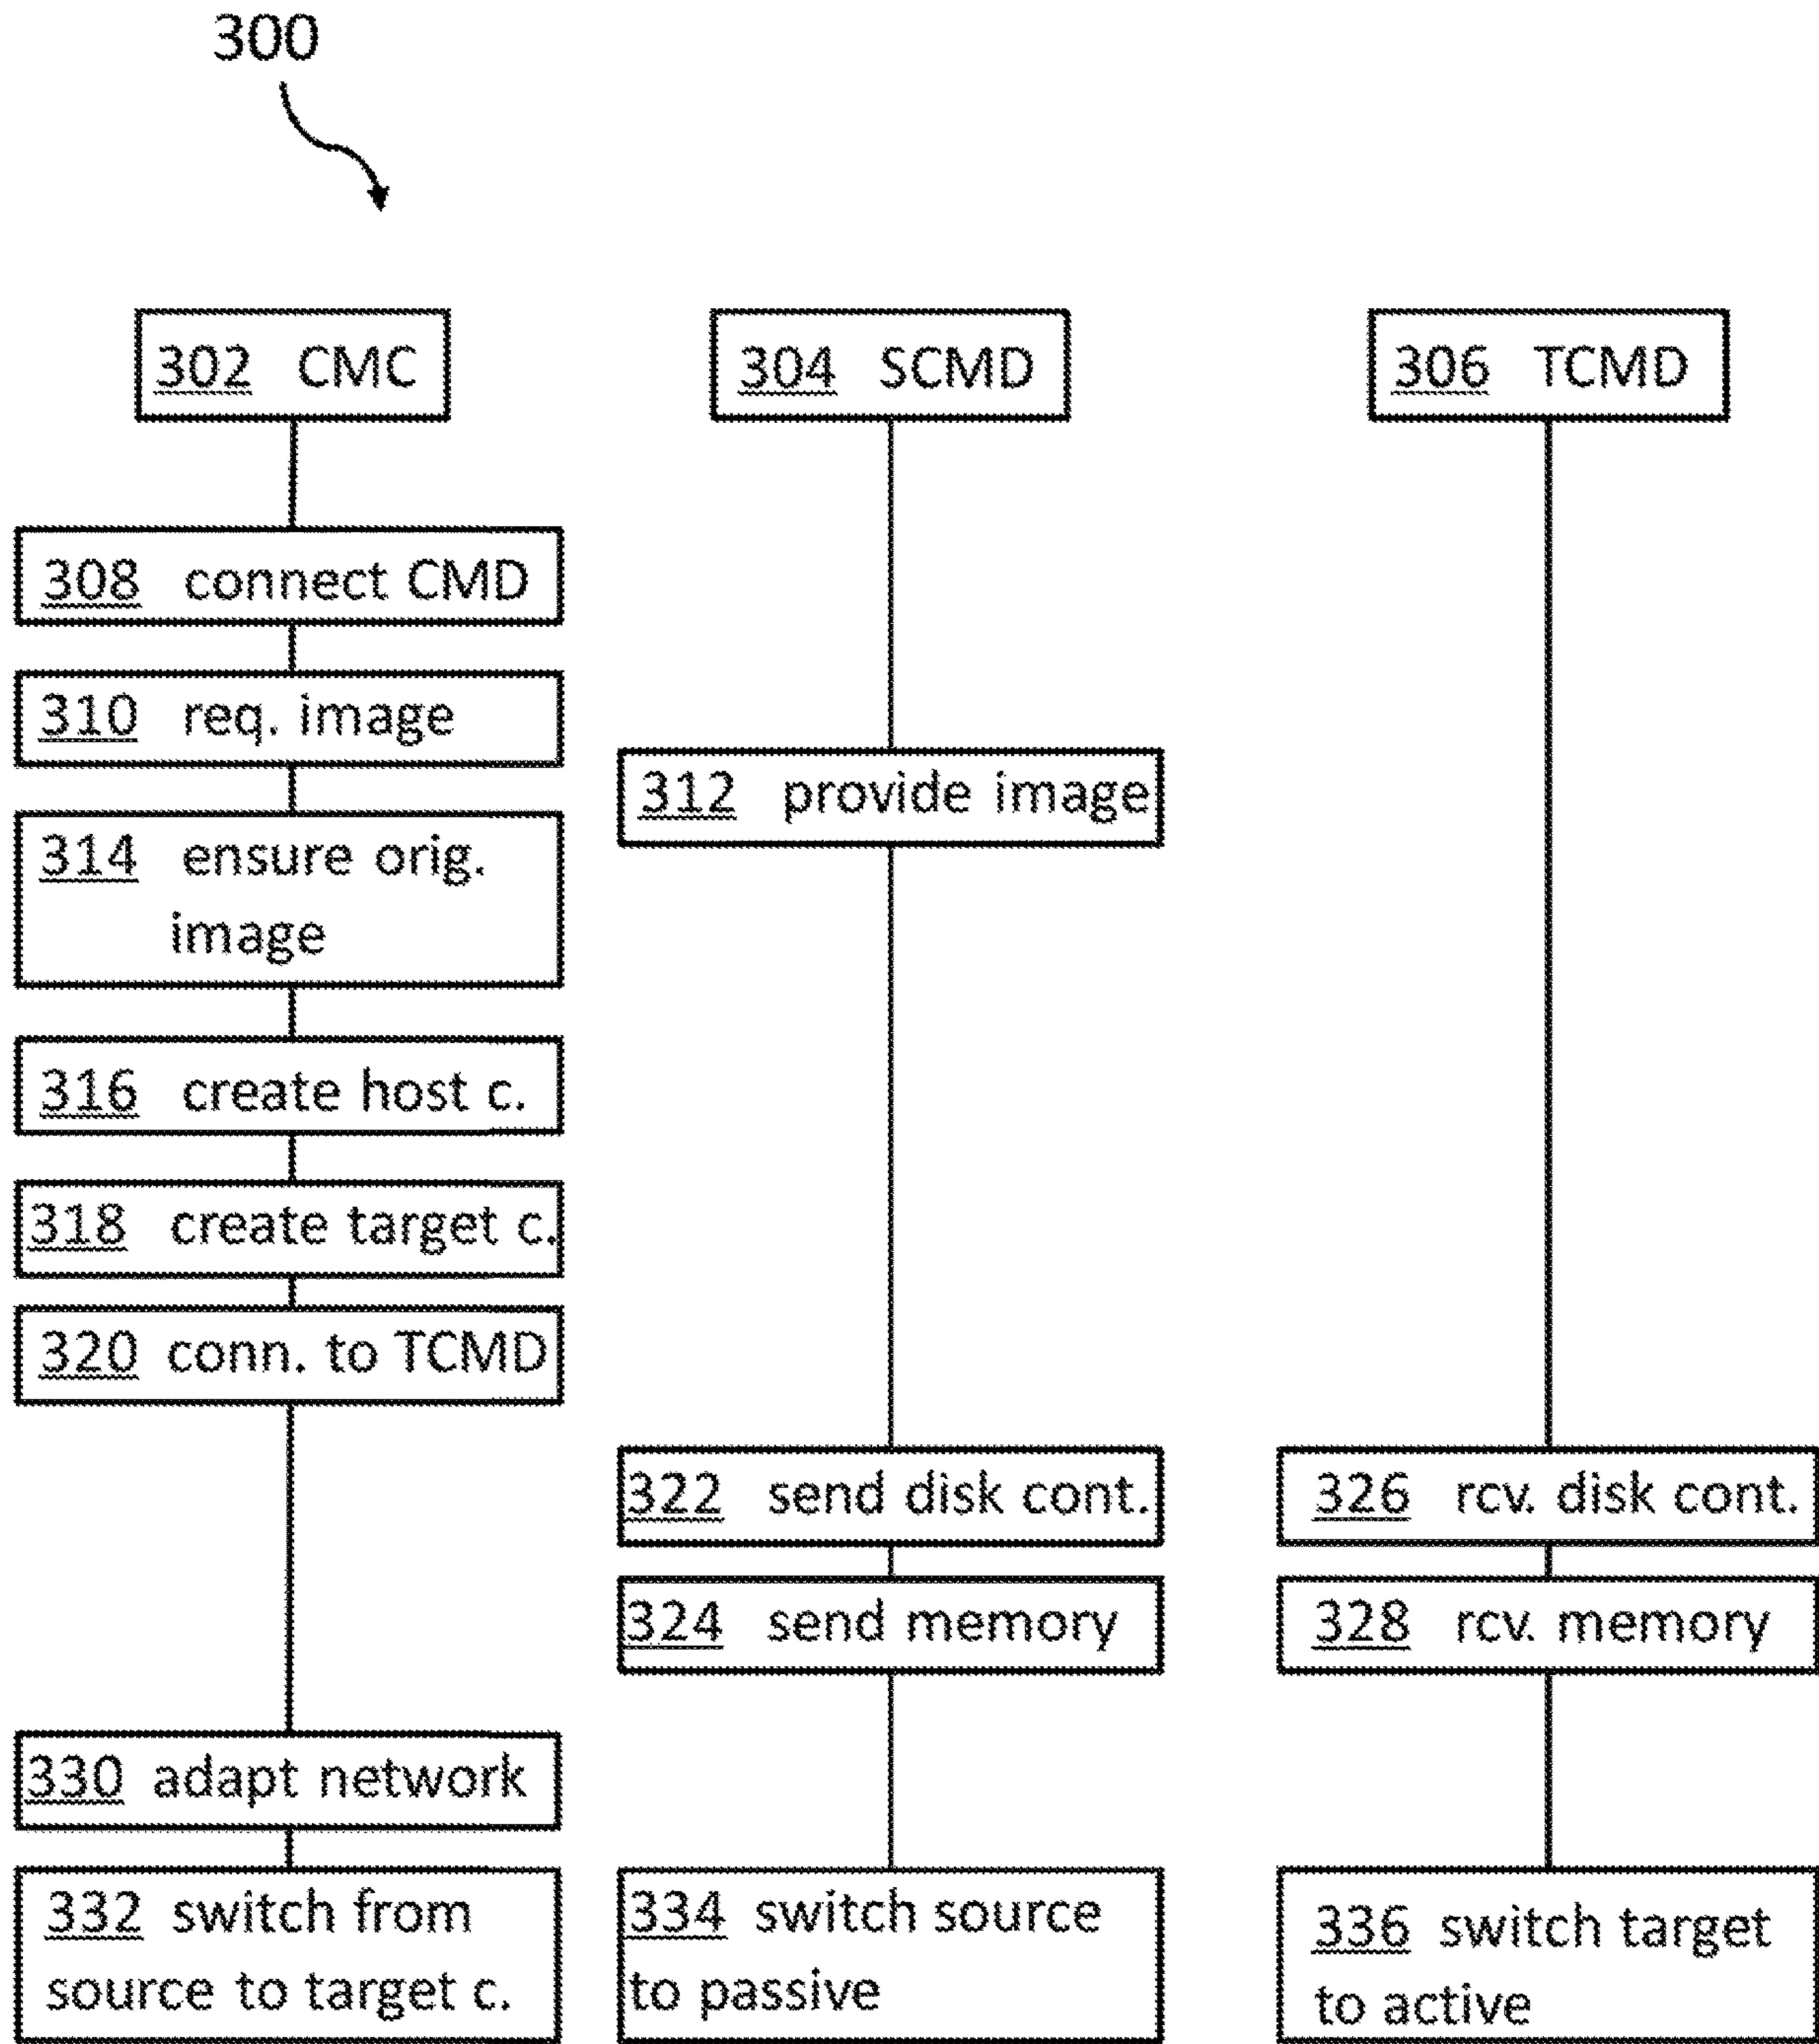 300
302 CMC
304 SCMD
306 TCMD
308 connect CMD
310 req. image
312 provide image
314 ensure orig.
image
316 create host c.
318 create target c.
320 conn. to TCMD
322 send disk cont.
326 rcv. disk cont.
324 send memory
328 rcv. memory
330 adapt network
332 switch from
source to target c.
334 switch source
to passive
336 switch target
to active